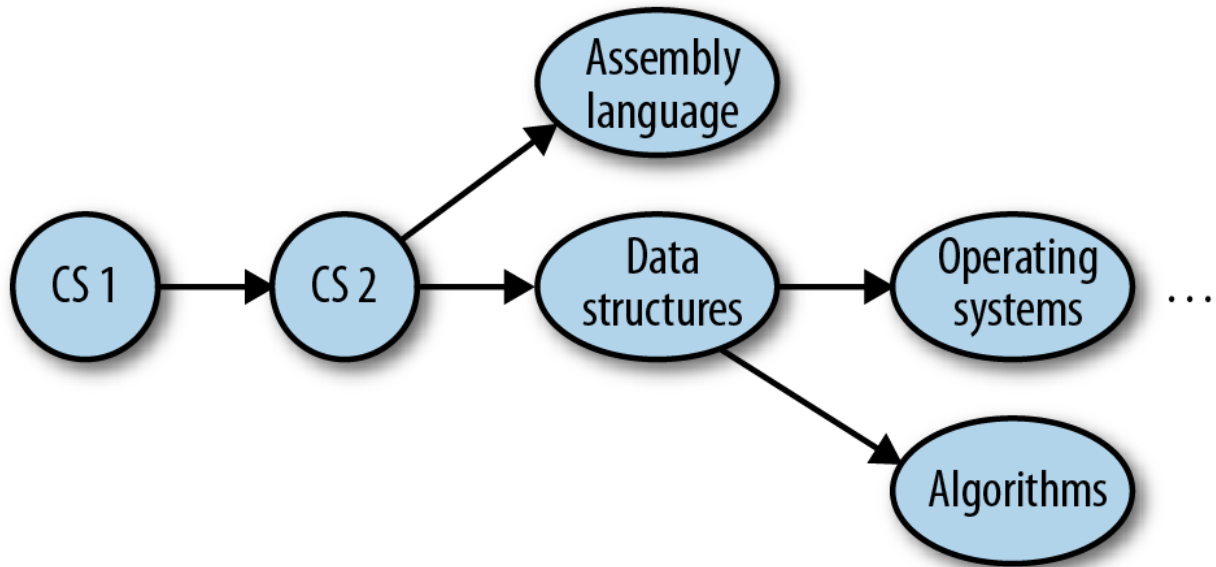 Assembly
language
CS 1
CS 2
Data
structures
Operating
systems
...
Algorithms